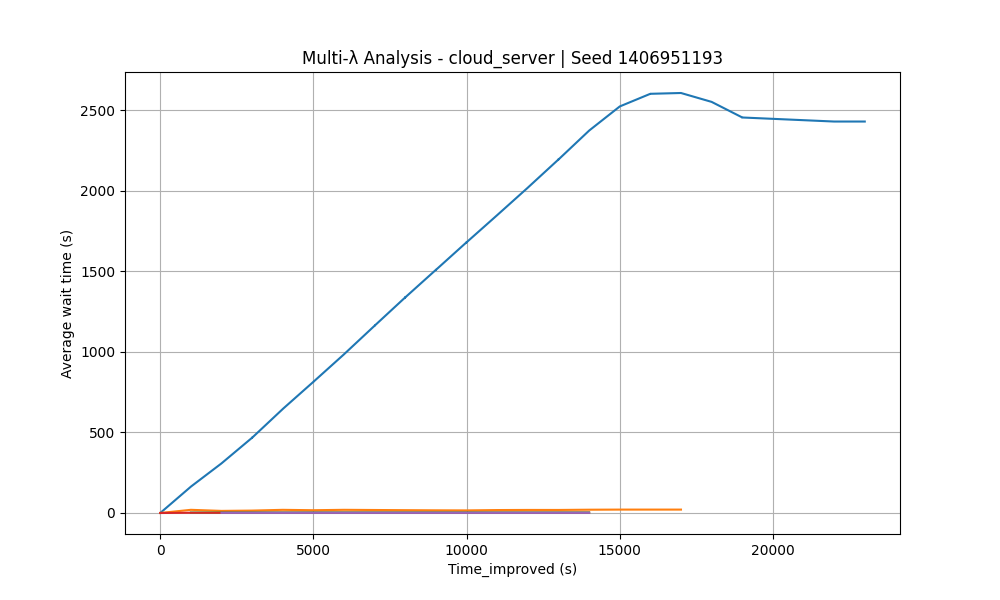 Multi-λ Analysis - cloud_server | Seed 1406951193
Average wait time (s)
2500
2000
1500
1000
500
0
0 5000 10000 15000 20000
Time_improved (s)